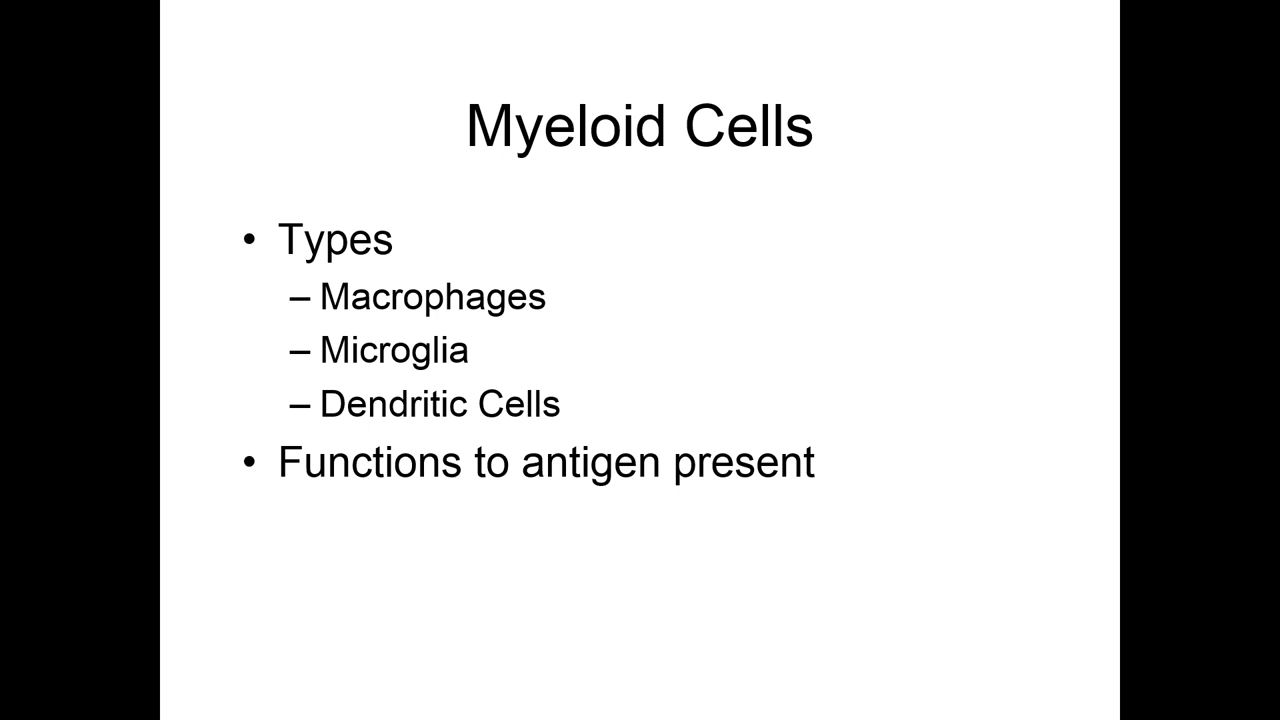 Myeloid Cells
• Types
– Macrophages
– Microglia
– Dendritic Cells
• Functions to antigen present